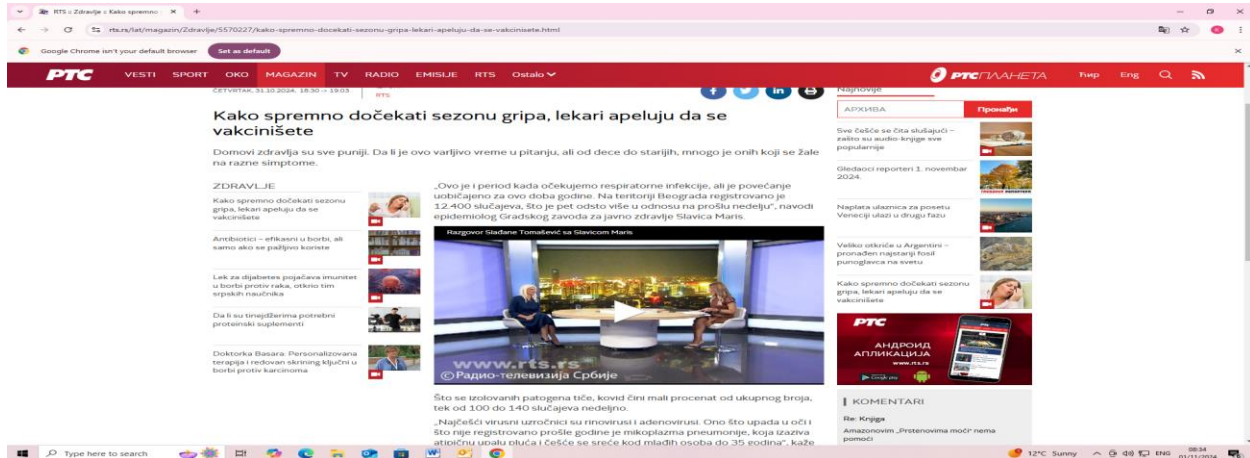 RTS :: Zdravlje :: Kako spremno
rts.rs/lat/magazin/Zdravlje/5570227/kako-spremno-docekati-sezonu-gripa-lekari-apeluju-da-se-vakcinisete.html
Google Chrome isn't your default browser
Set as default
РТС
VESTI SPORT OKO MAGAZIN TV RADIO EMISIJE RTS Ostalo
РТСПЛАНЕТА
Ћир Eng
ČETVRTAK, 31.10.2024, 16:30 -> 19:03
RTS
Kako spremno dočekati sezonu gripa, lekari apeluju da se
vakcinišete
Domovi zdravlja su sve puniji. Da li je ovo varljivo vreme u pitanju, ali od dece do starijih, mnogo je onih koji se žale
na razne simptome.
ZDRAVLJE
Kako spremno dočekati sezonu
gripa, lekari apeluju da se
vakcinišete
Antibiotici – efikasni u borbi, ali
samo ako se pažljivo koriste
Lek za dijabetes pojačava imunitet
u borbi protiv raka, otkrio tim
srpskih naučnika
Da li su tinejdžerima potrebni
proteinski suplementi
Doktorka Basara: Personalizovana
terapija i redovan skrining ključni u
borbi protiv karcinoma
„Ovo je i period kada očekujemo respiratorne infekcije, ali je povećanje
uobičajeno za ovo doba godine. Na teritoriji Beograda registrovano je
12.400 slučajeva, što je pet odsto više u odnosu na prošlu nedelju“, navodi
epidemiolog Gradskog zavoda za javno zdravlje Slavica Maris.
Razgovor Slađane Tomašević sa Slavicom Maris
www.rts.rs
©Радио-телевизија Србије
Što se izolovanih patogena tiče, kovid čini mali procenat od ukupnog broja,
tek od 100 do 140 slučajeva nedeljno.
„Najčešći virusni uzročnici su rinovirusi i adenovirusi. Ono što upada u oči i
što nije registrovano prošle godine je mikoplazma pneumonije, koja izaziva
atipičnu upalu pluća i češće se sreće kod mlađih osoba do 35 godina“, kaže
Najnovije
АРХИВА
Пронађи
Sve češće se čita slušajući –
zašto su audio-knjige sve
popularnije
Gledaoci reporteri 1. novembar
2024.
Naplata ulaznica za posetu
Veneciji ulazi u drugu fazu
Veliko otkriće u Argentini –
pronađen najstariji fosil
punoglavca na svetu
Kako spremno dočekati sezonu
gripa, lekari apeluju da se
vakcinišete
РТС
АНДРОИД
АПЛИКАЦИЈА
www.rts.rs
Google play
KOMENTARI
Re: Knjiga
Amazonovim „Prstenovima moći“ nema
pomoći
Type here to search
12°C Sunny
ENG
08:34
01/11/2024